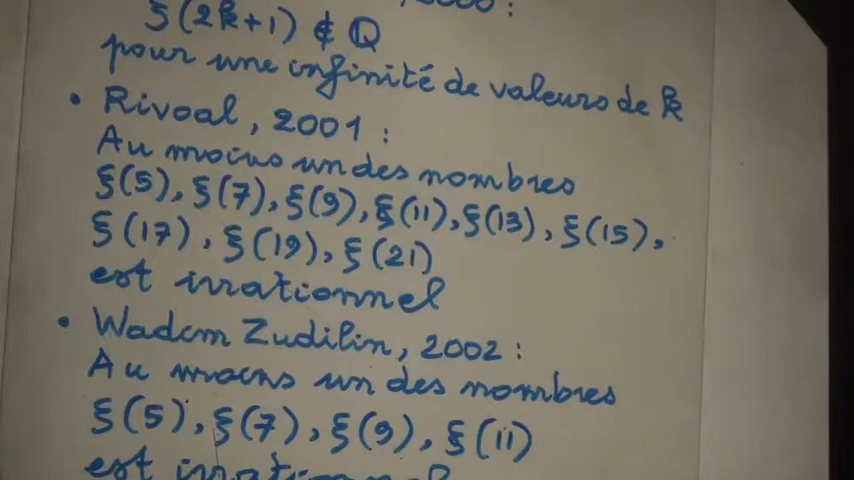 ξ(2k+1) ∉ ℚ
pour une infinité de valeurs de k
• Rivoal, 2001 :
Au moins un des nombres
ξ(5), ξ(7), ξ(9), ξ(11), ξ(13), ξ(15),
ξ(17), ξ(19), ξ(21)
est irrationnel
• Wadim Zudilin, 2002 :
Au moins un des nombres
ξ(5), ξ(7), ξ(9), ξ(11)
est irrationnel